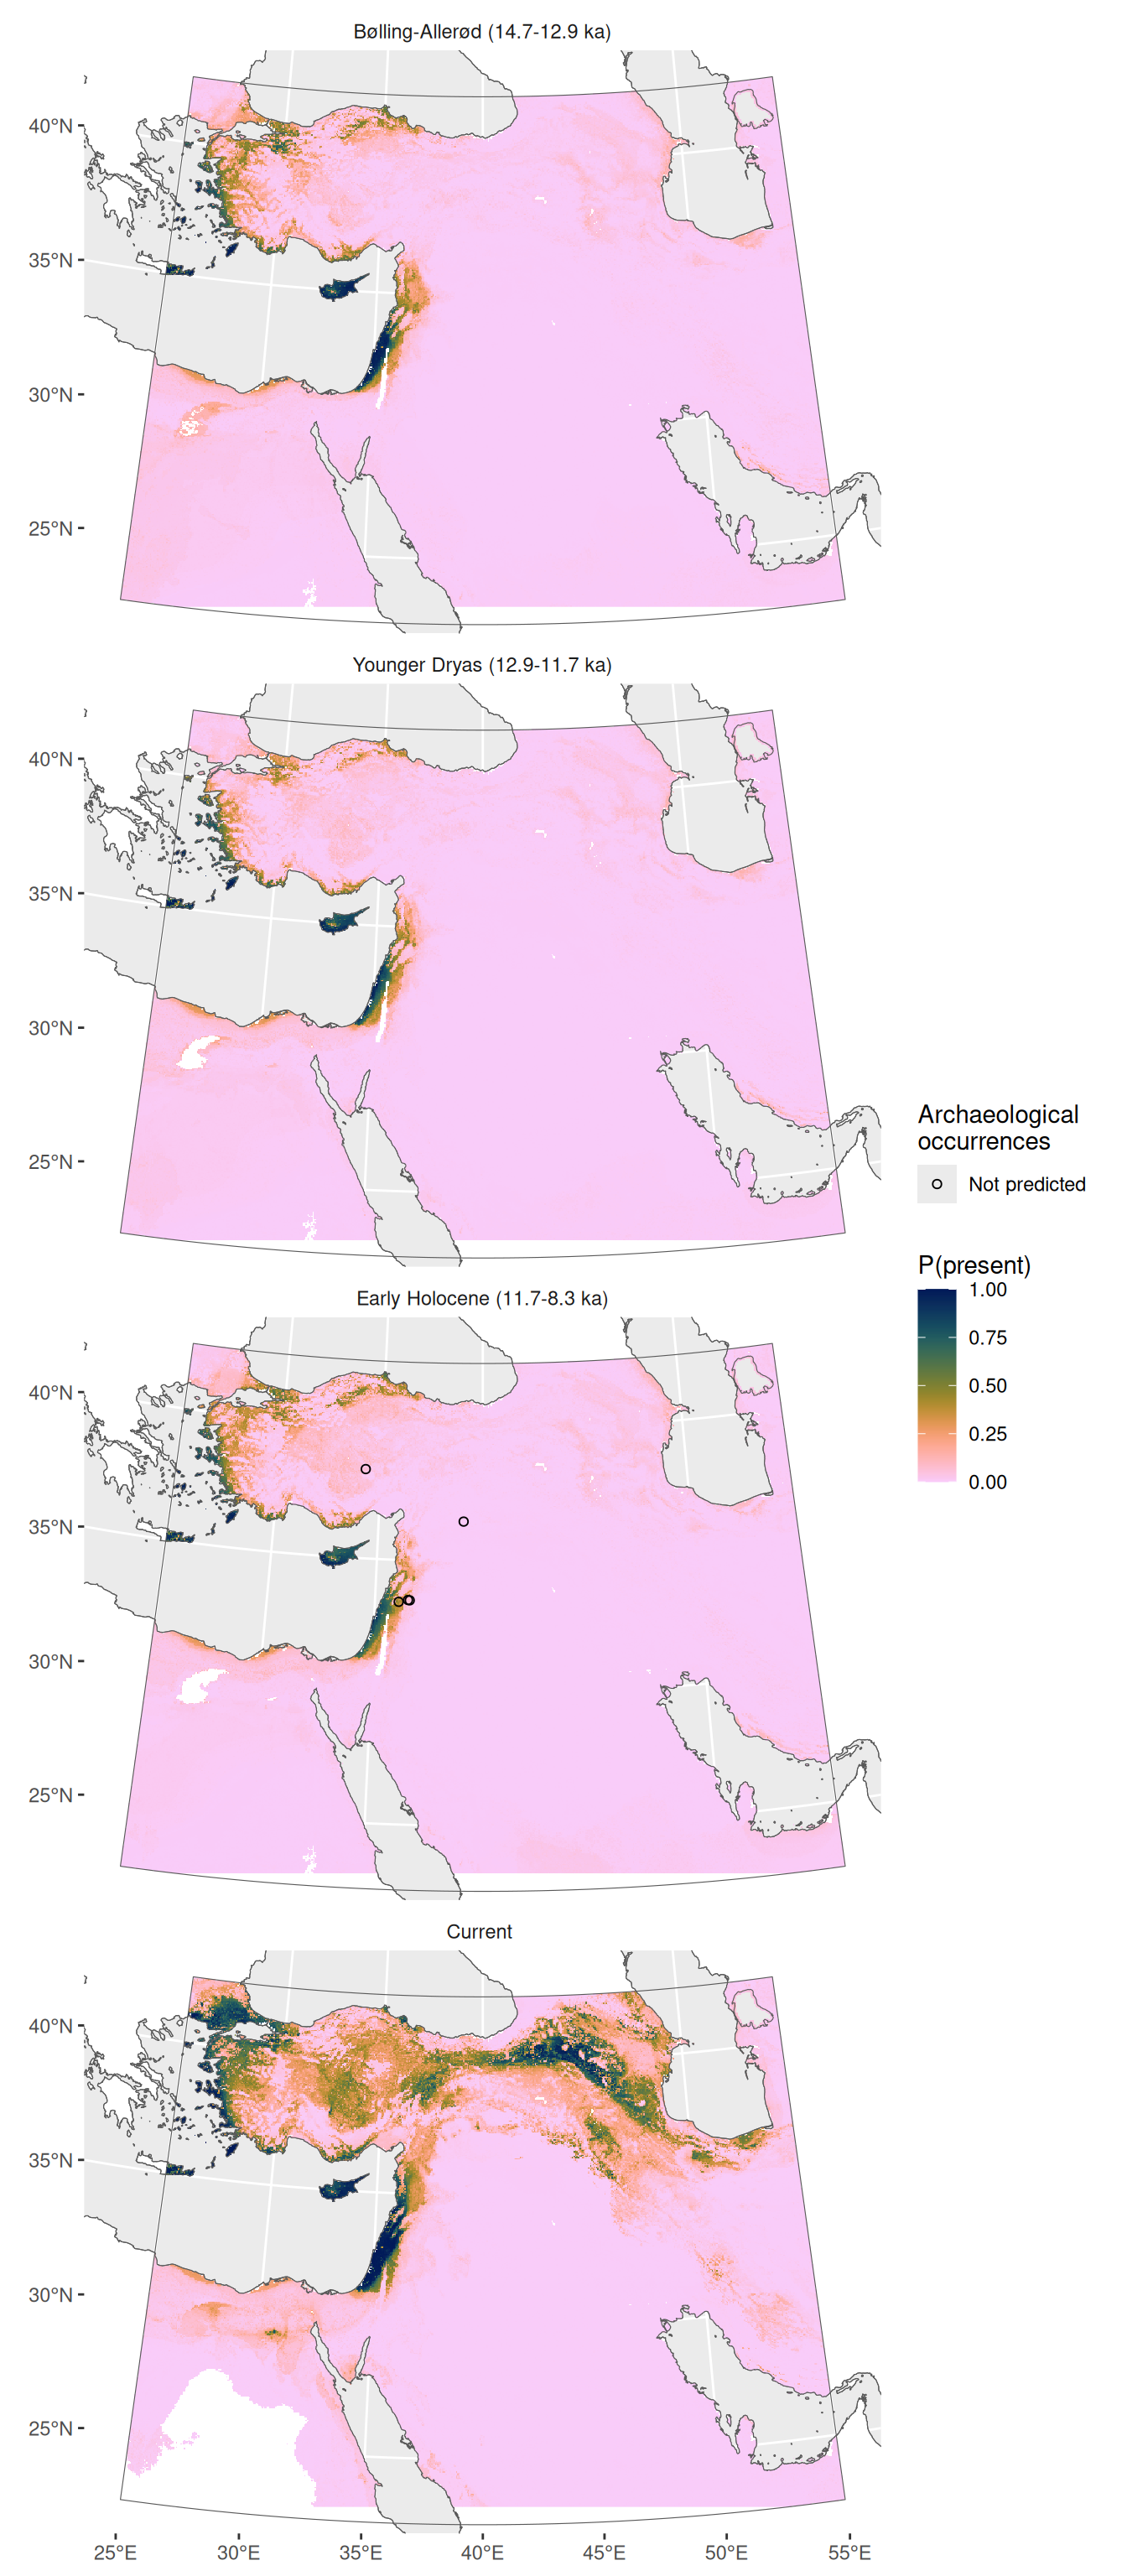 Bølling-Allerød (14.7-12.9 ka)
40°N
35°N
30°N
25°N
Younger Dryas (12.9-11.7 ka)
40°N
35°N
30°N
25°N
Archaeological
occurrences
Not predicted
P(present)
1.00
0.75
0.50
0.25
0.00
Early Holocene (11.7-8.3 ka)
40°N
35°N
30°N
25°N
Current
40°N
35°N
30°N
25°N
25°E 30°E 35°E 40°E 45°E 50°E 55°E